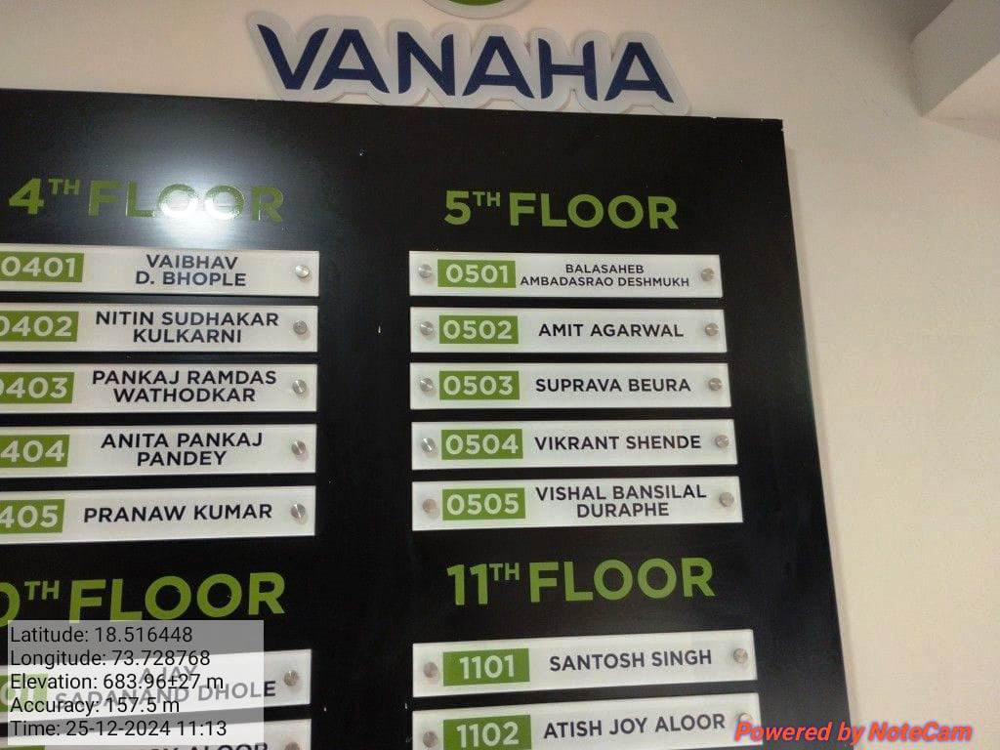 VANAHA
4TH FLOOR
0401 VAIBHAV
D. BHOPLE
0402 NITIN SUDHAKAR
KULKARNI
0403 PANKAJ RAMDAS
WATHODKAR
404 ANITA PANKAJ
PANDEY
405 PRANAW KUMAR
5TH FLOOR
0501 BALASAHEB
AMBADASRAO DESHMUKH
0502 AMIT AGARWAL
0503 SUPRAVA BEURA
0504 VIKRANT SHENDE
0505 VISHAL BANSILAL
DURAPHE
0TH FLOOR
AJAY
SADANAND DHOLE
11TH FLOOR
1101 SANTOSH SINGH
1102 ATISH JOY ALOOR
Latitude: 18.516448
Longitude: 73.728768
Elevation: 683.96±27 m
Accuracy: 157.5 m
Time: 25-12-2024 11:13
Powered by NoteCam